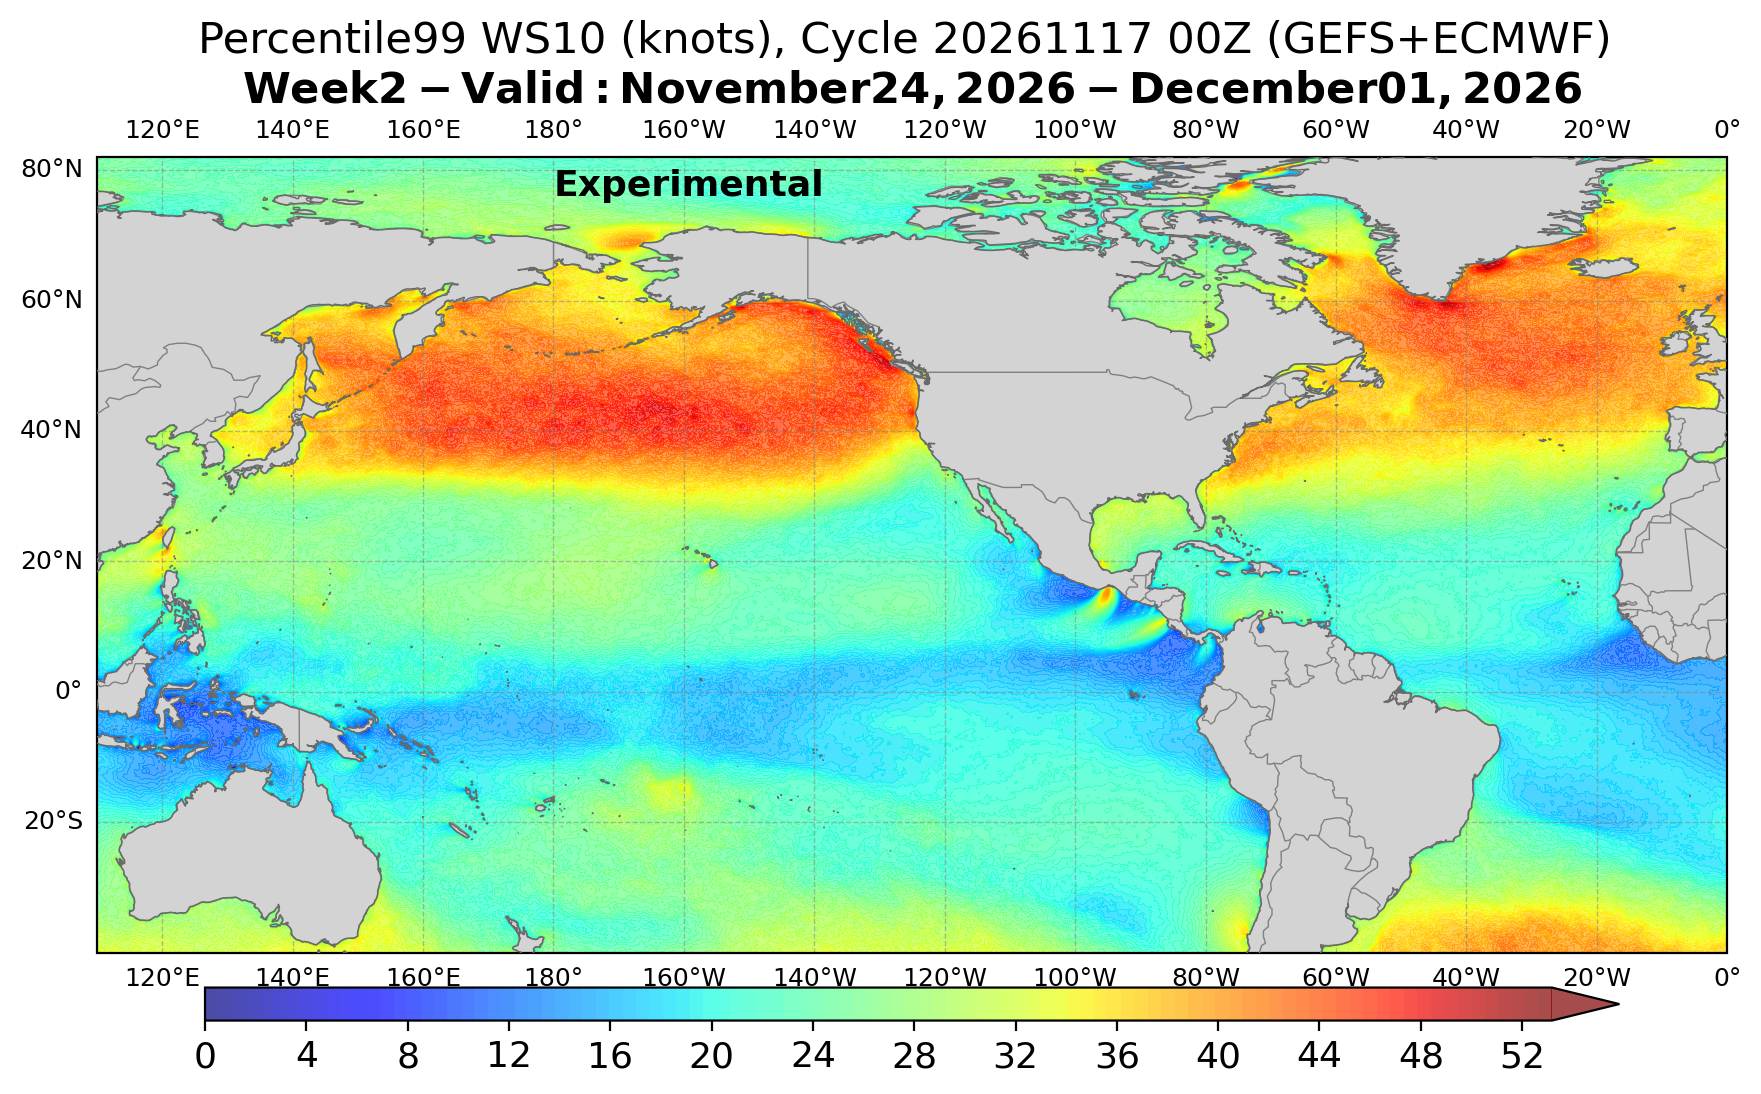 Percentile99 WS10 (knots), Cycle 20261117 00Z (GEFS+ECMWF)
Week2 − Valid : November24, 2026 − December01, 2026
120°E 140°E 160°E 180° 160°W 140°W 120°W 100°W 80°W 60°W 40°W 20°W 0°
80°N
Experimental
60°N
40°N
20°N
0°
20°S
120°E 140°E 160°E 180° 160°W 140°W 120°W 100°W 80°W 60°W 40°W 20°W 0°
0 4 8 12 16 20 24 28 32 36 40 44 48 52